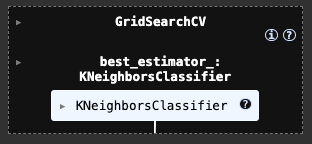 GridSearchCV
best_estimator_:
KNeighborsClassifier
KNeighborsClassifier